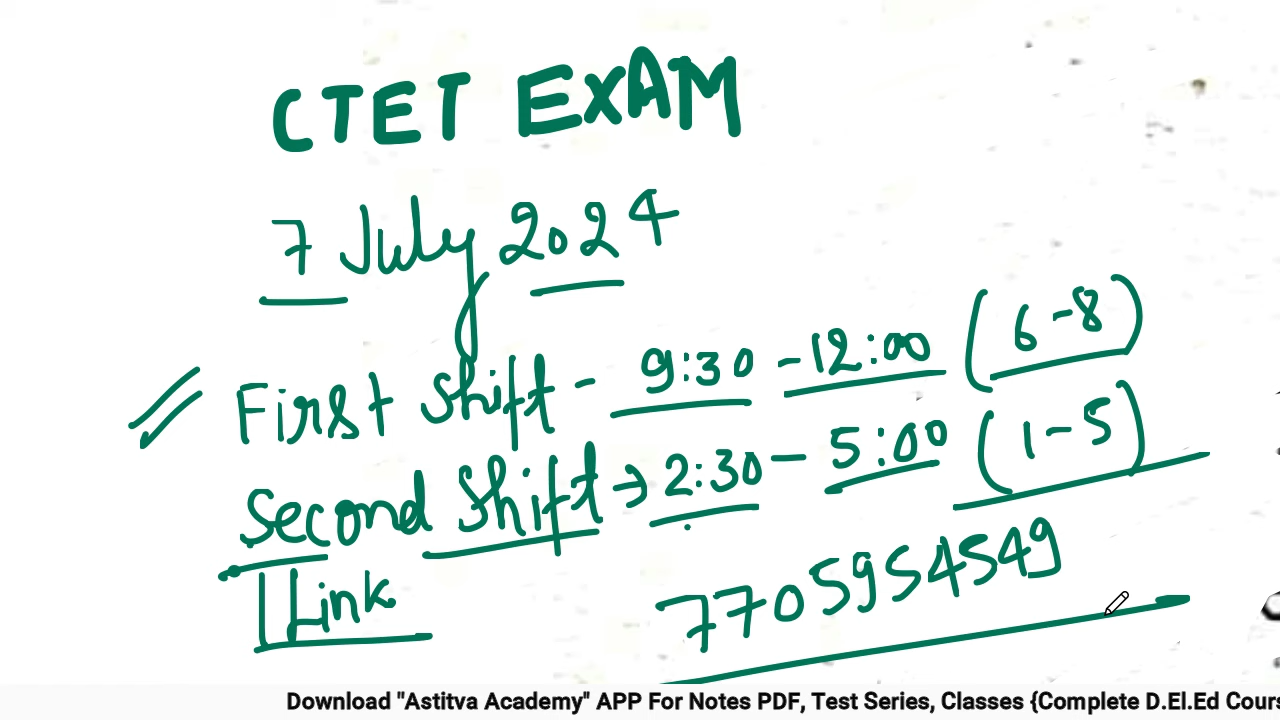 CTET EXAM
7 July 2024
First Shift - 9:30 - 12:00 (6-8)
Second Shift → 2:30 - 5:00 (1-5)
Link
7705954549
Download "Astitva Academy" APP For Notes PDF, Test Series, Classes {Complete D.El.Ed Cours